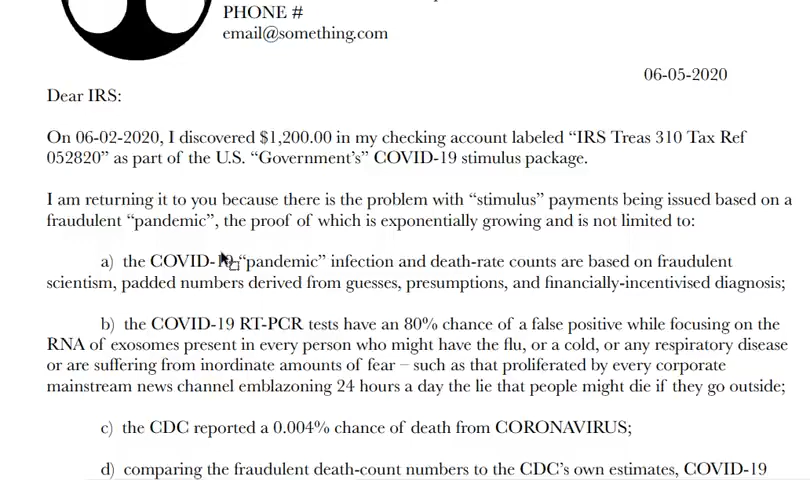 PHONE #
email@something.com
06-05-2020
Dear IRS:
On 06-02-2020, I discovered $1,200.00 in my checking account labeled “IRS Treas 310 Tax Ref
052820” as part of the U.S. “Government’s” COVID-19 stimulus package.
I am returning it to you because there is the problem with “stimulus” payments being issued based on a
fraudulent “pandemic”, the proof of which is exponentially growing and is not limited to:
a) the COVID-19 “pandemic” infection and death-rate counts are based on fraudulent
scientism, padded numbers derived from guesses, presumptions, and financially-incentivised diagnosis;
b) the COVID-19 RT-PCR tests have an 80% chance of a false positive while focusing on the
RNA of exosomes present in every person who might have the flu, or a cold, or any respiratory disease
or are suffering from inordinate amounts of fear – such as that proliferated by every corporate
mainstream news channel emblazoning 24 hours a day the lie that people might die if they go outside;
c) the CDC reported a 0.004% chance of death from CORONAVIRUS;
d) comparing the fraudulent death-count numbers to the CDC’s own estimates, COVID-19